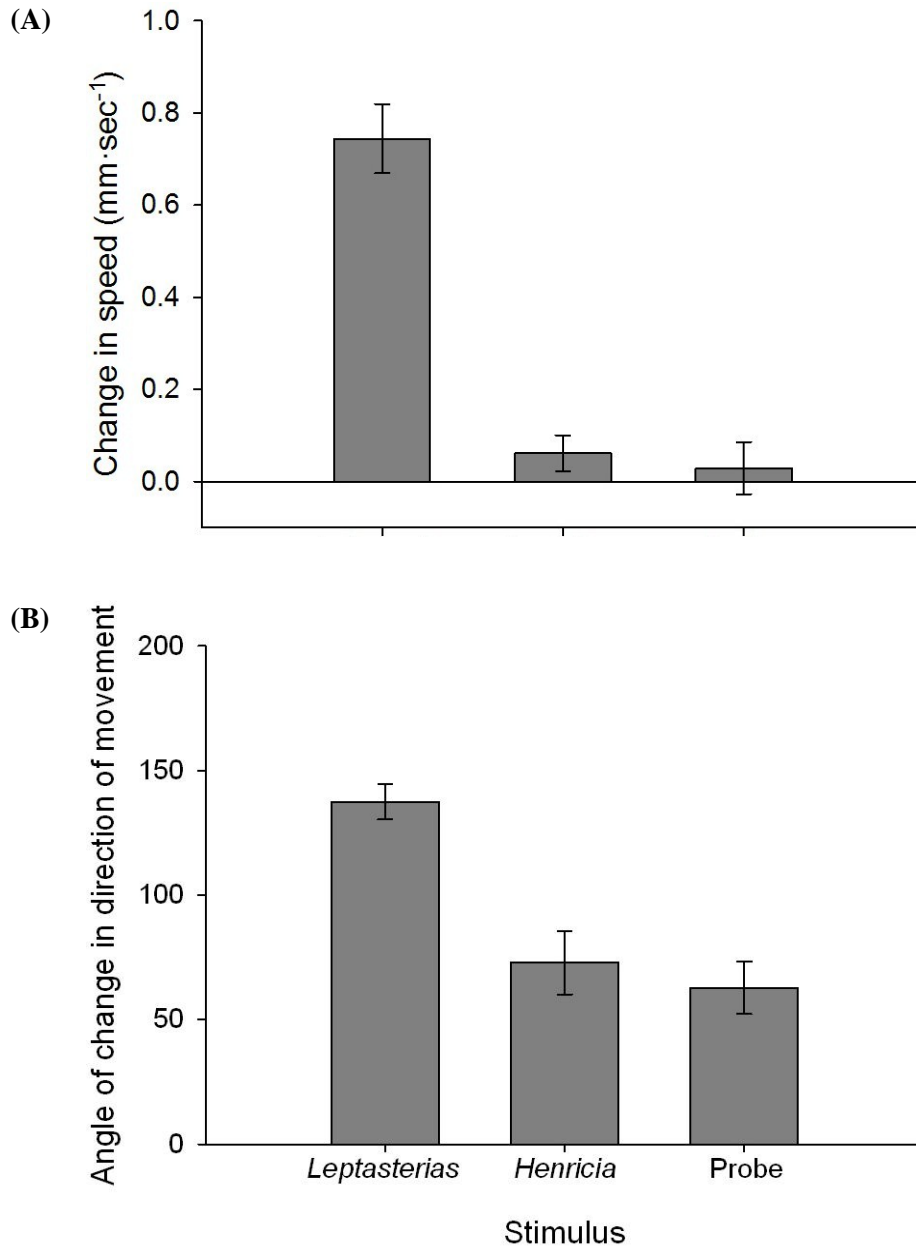 (A)
Change in speed (mm·sec⁻¹)
1.0
0.8
0.6
0.4
0.2
0.0
(B)
Angle of change in direction of movement
200
150
100
50
0
Leptasterias Henricia Probe
Stimulus